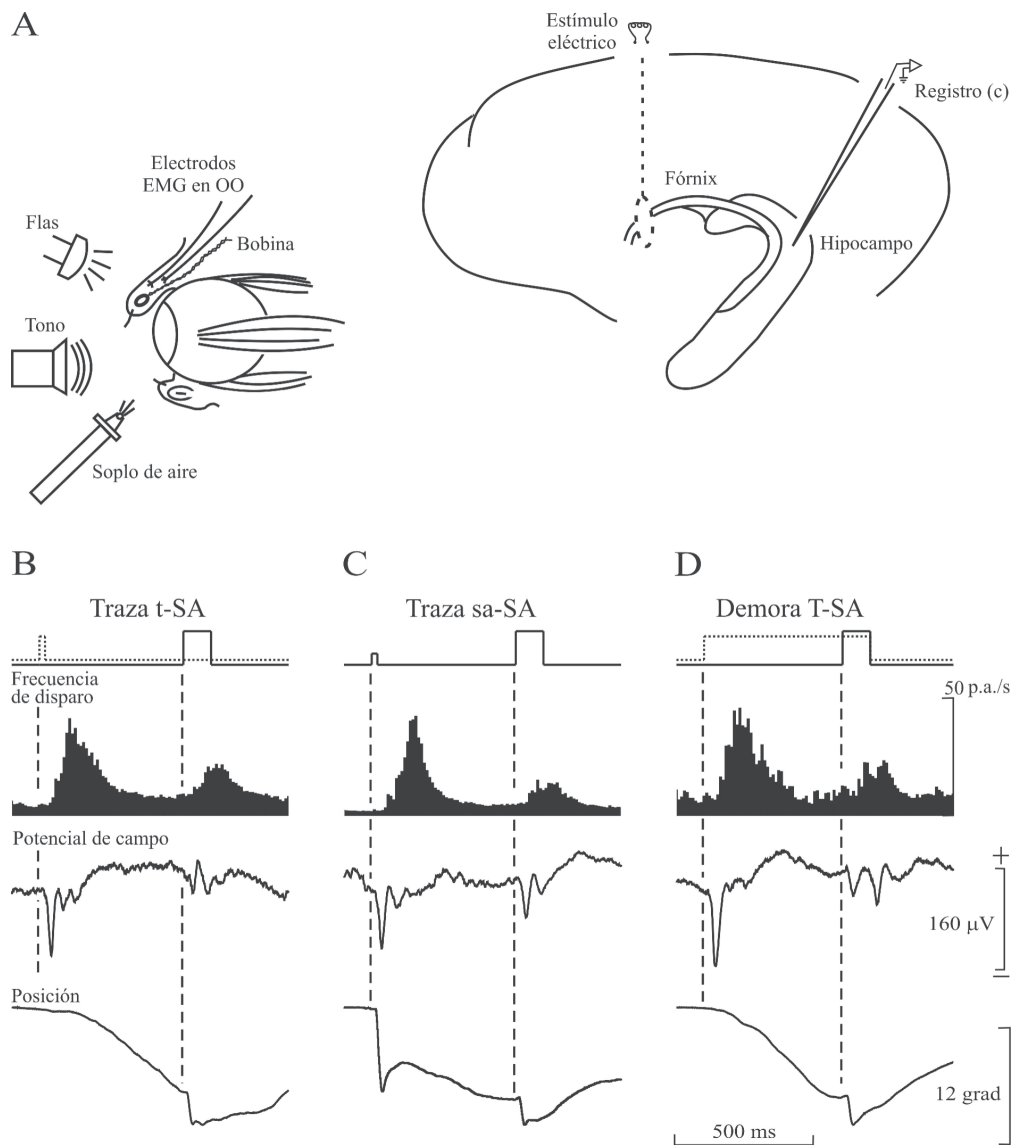 A
Estímulo
eléctrico
Registro (c)
Electrodos
EMG en OO
Fórnix
Flas
Bobina
Hipocampo
Tono
Soplo de aire
B
C
D
Traza t-SA
Traza sa-SA
Demora T-SA
Frecuencia
de disparo
50 p.a./s
Potencial de campo
+
160 μV
−
Posición
12 grad
500 ms